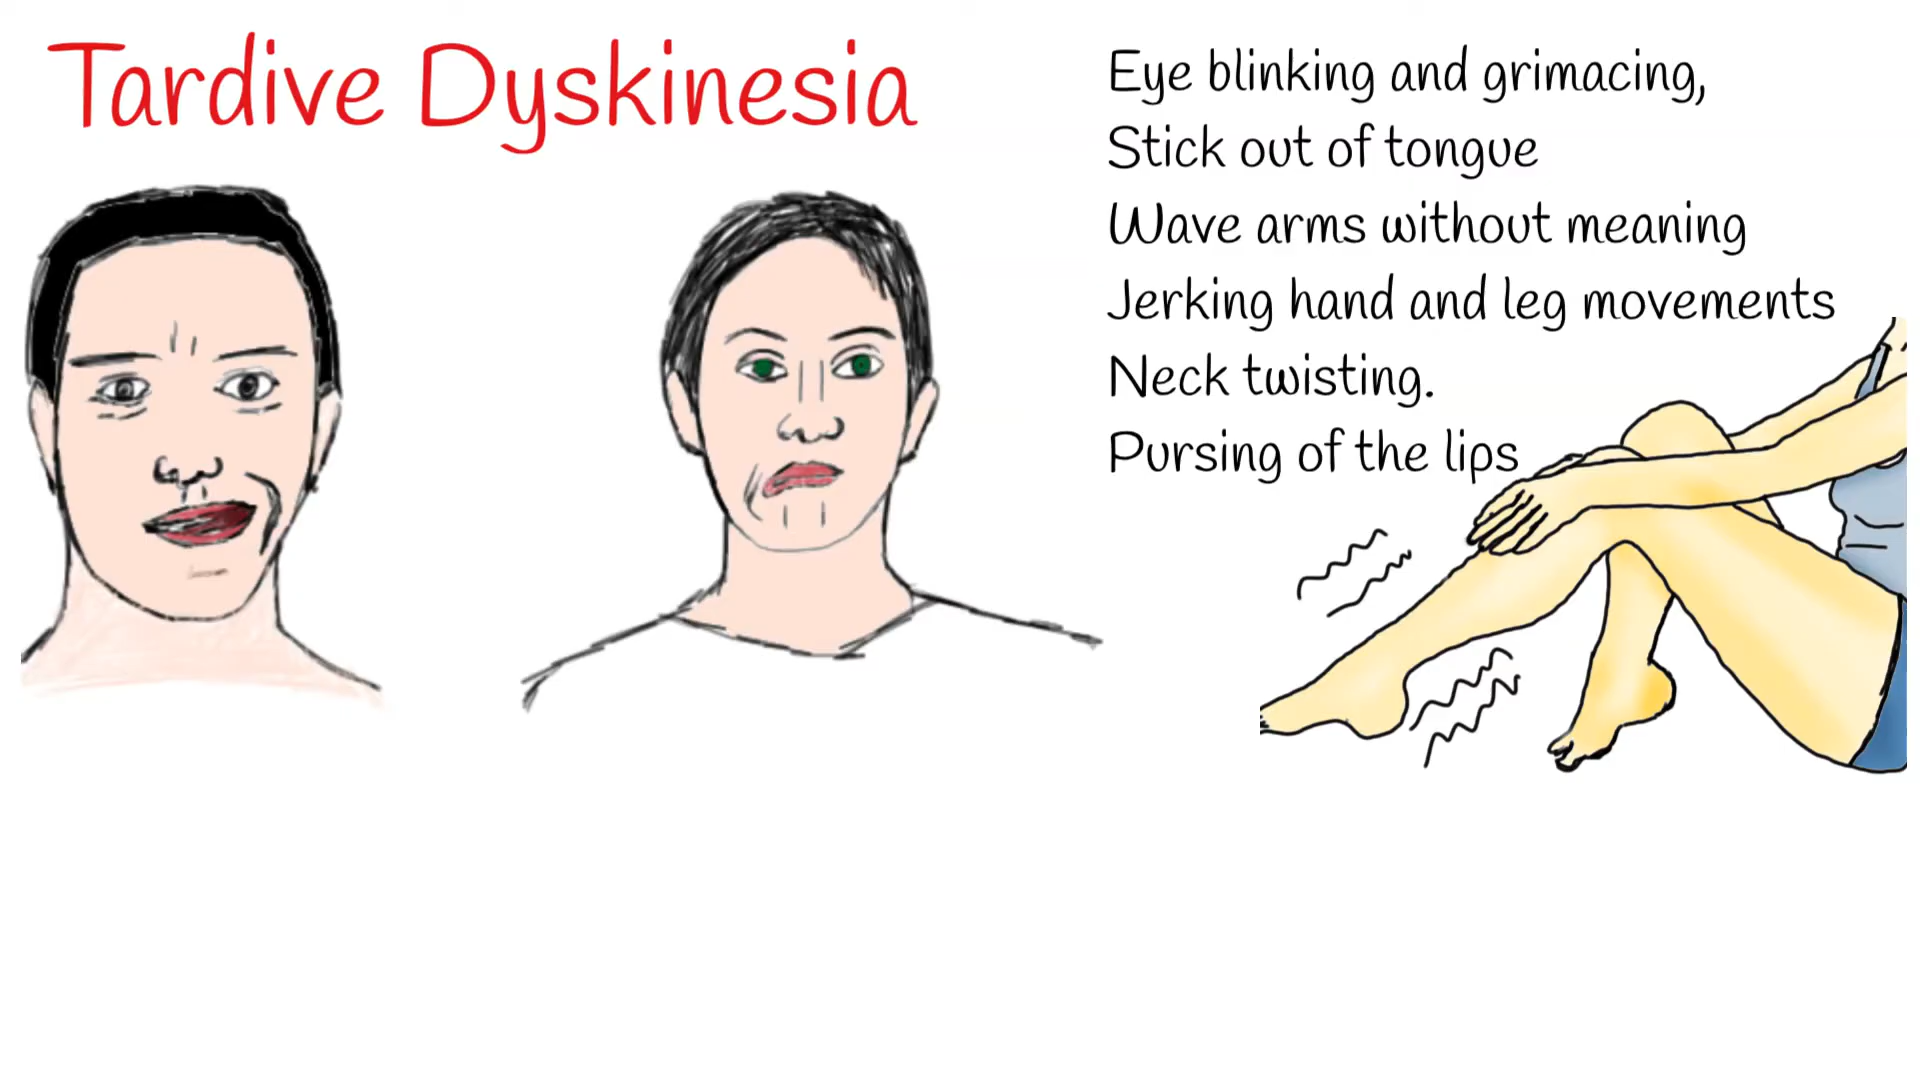 Tardive Dyskinesia
Eye blinking and grimacing,
Stick out of tongue
Wave arms without meaning
Jerking hand and leg movements
Neck twisting.
Pursing of the lips